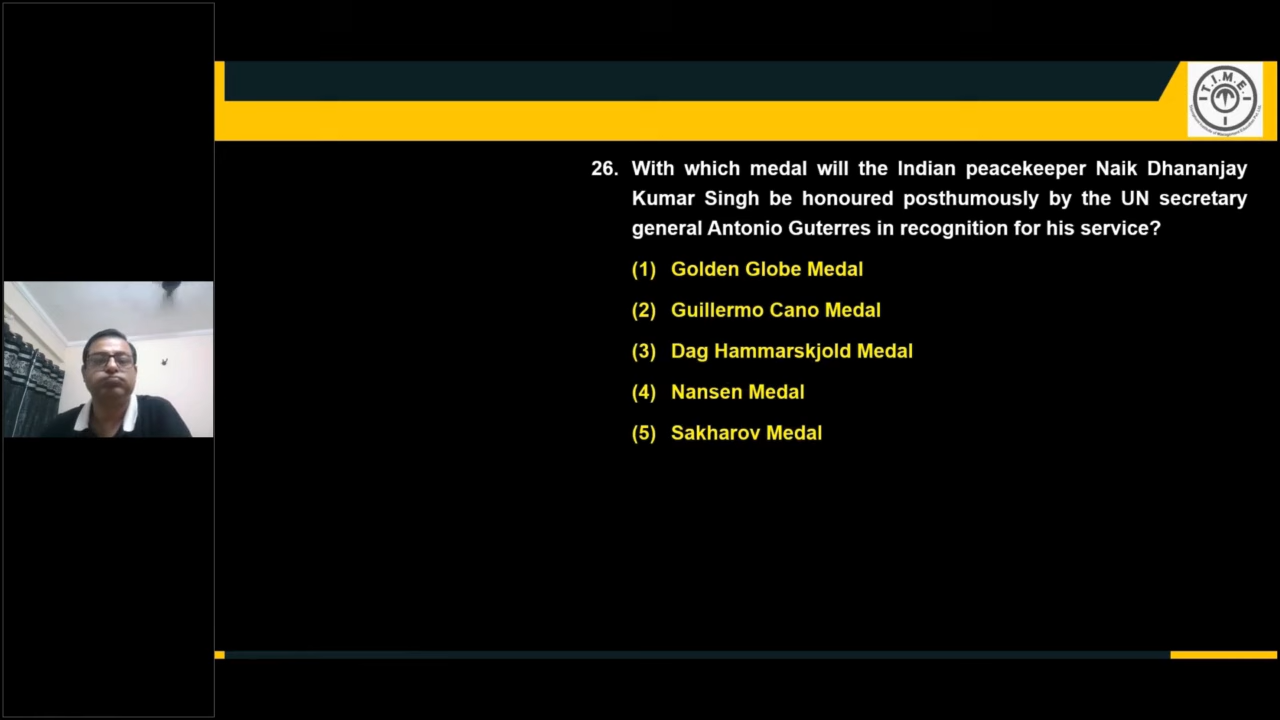 T.I.M.E.
26. With which medal will the Indian peacekeeper Naik Dhananjay
Kumar Singh be honoured posthumously by the UN secretary
general Antonio Guterres in recognition for his service?
(1) Golden Globe Medal
(2) Guillermo Cano Medal
(3) Dag Hammarskjold Medal
(4) Nansen Medal
(5) Sakharov Medal